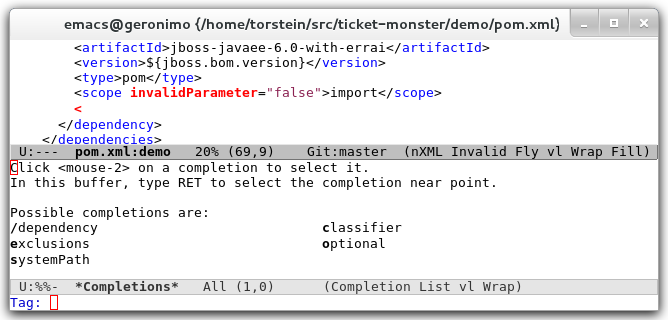 emacs@geronimo {/home/torstein/src/ticket-monster/demo/pom.xml}
<artifactId>jboss-javaee-6.0-with-errai</artifactId>
<version>${jboss.bom.version}</version>
<type>pom</type>
<scope invalidParameter="false">import</scope>
<
</dependency>
</dependencies>
U:--- pom.xml:demo 20% (69,9) Git:master (nXML Invalid Fly vl Wrap Fill)
Click <mouse-2> on a completion to select it.
In this buffer, type RET to select the completion near point.
Possible completions are:
/dependency classifier
exclusions optional
systemPath
U:%%- *Completions* All (1,0) (Completion List vl Wrap)
Tag: